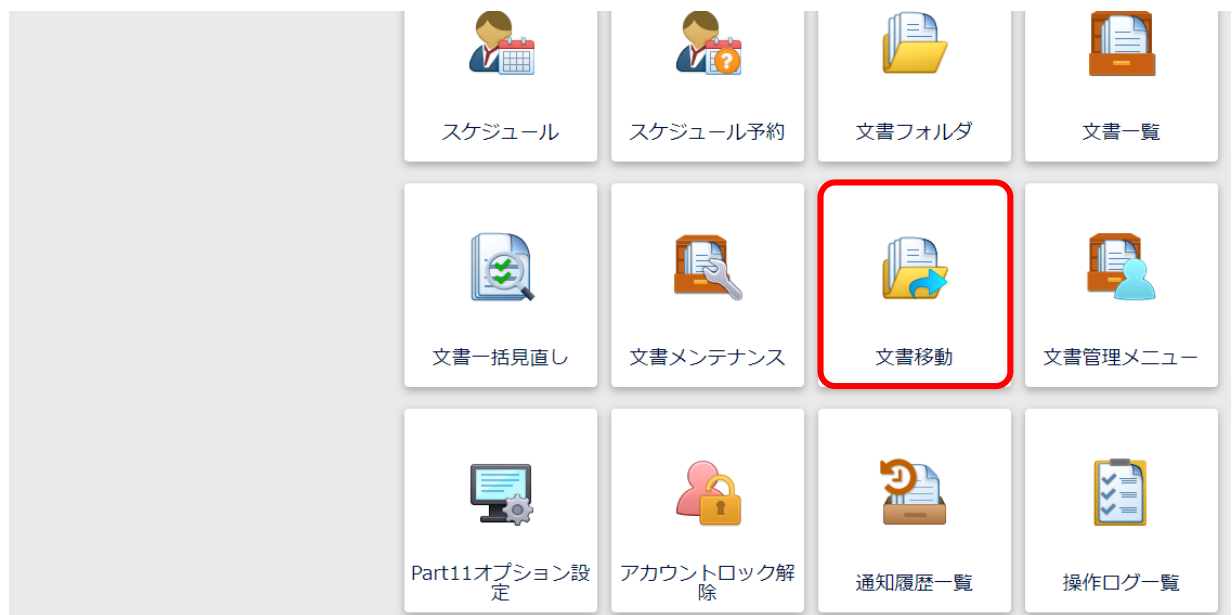 スケジュール
スケジュール予約
文書フォルダ
文書一覧
文書一括見直し
文書メンテナンス
文書移動
文書管理メニュー
Part11オプション設
定
アカウントロック解
除
通知履歴一覧
操作ログ一覧